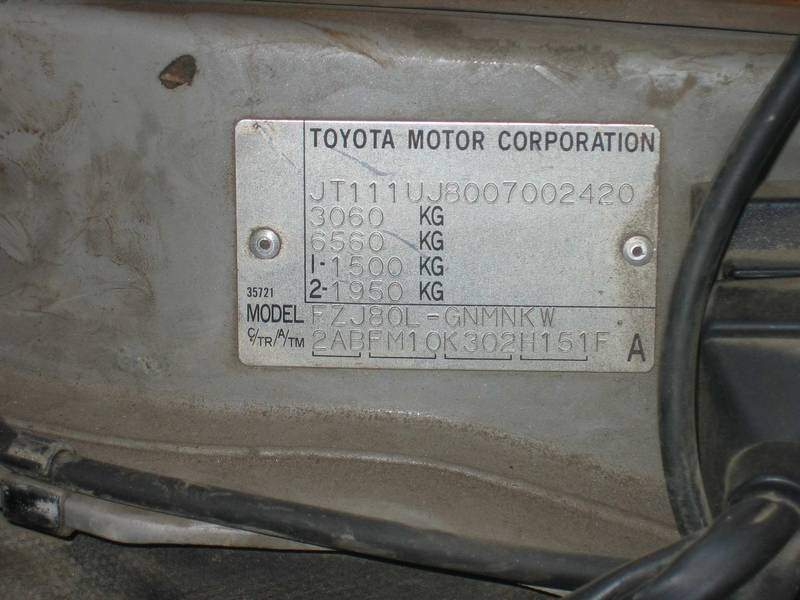 TOYOTA MOTOR CORPORATION
JT111UJ8007002420
3060 KG
6560 KG
1-1500 KG
2-1950 KG
35721
MODEL FZJ80L-GNMNKW
C/TR/A/TM 2ABFM10K302H151F A